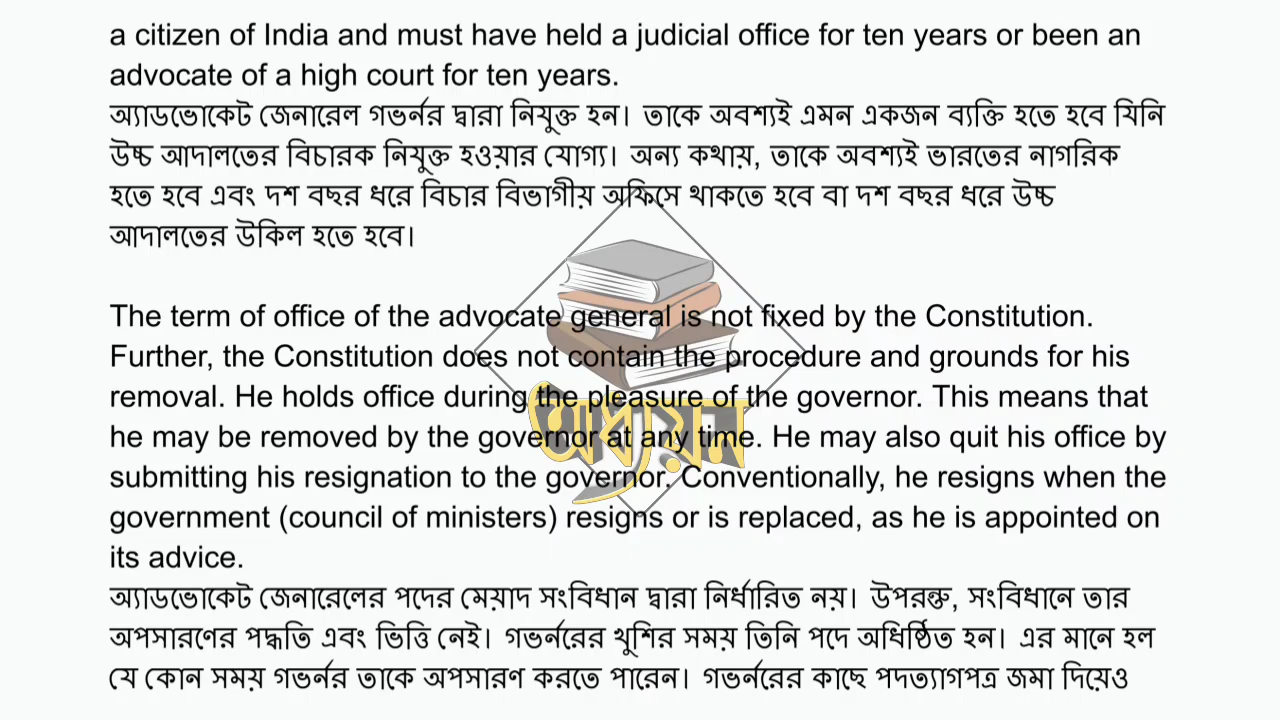 a citizen of India and must have held a judicial office for ten years or been an
advocate of a high court for ten years.
অ্যাডভোকেট জেনারেল গভর্নর দ্বারা নিযুক্ত হন। তাকে অবশ্যই এমন একজন ব্যক্তি হতে হবে যিনি
উচ্চ আদালতের বিচারক নিযুক্ত হওয়ার যোগ্য। অন্য কথায়, তাকে অবশ্যই ভারতের নাগরিক
হতে হবে এবং দশ বছর ধরে বিচার বিভাগীয় অফিসে থাকতে হবে বা দশ বছর ধরে উচ্চ
আদালতের উকিল হতে হবে।
The term of office of the advocate general is not fixed by the Constitution.
Further, the Constitution does not contain the procedure and grounds for his
removal. He holds office during the pleasure of the governor. This means that
he may be removed by the governor at any time. He may also quit his office by
submitting his resignation to the governor. Conventionally, he resigns when the
government (council of ministers) resigns or is replaced, as he is appointed on
its advice.
অধ্যয়ন
অ্যাডভোকেট জেনারেলের পদের মেয়াদ সংবিধান দ্বারা নির্ধারিত নয়। উপরন্তু, সংবিধানে তার
অপসারণের পদ্ধতি এবং ভিত্তি নেই। গভর্নরের খুশির সময় তিনি পদে অধিষ্ঠিত হন। এর মানে হল
যে কোন সময় গভর্নর তাকে অপসারণ করতে পারেন। গভর্নরের কাছে পদত্যাগপত্র জমা দিয়েও